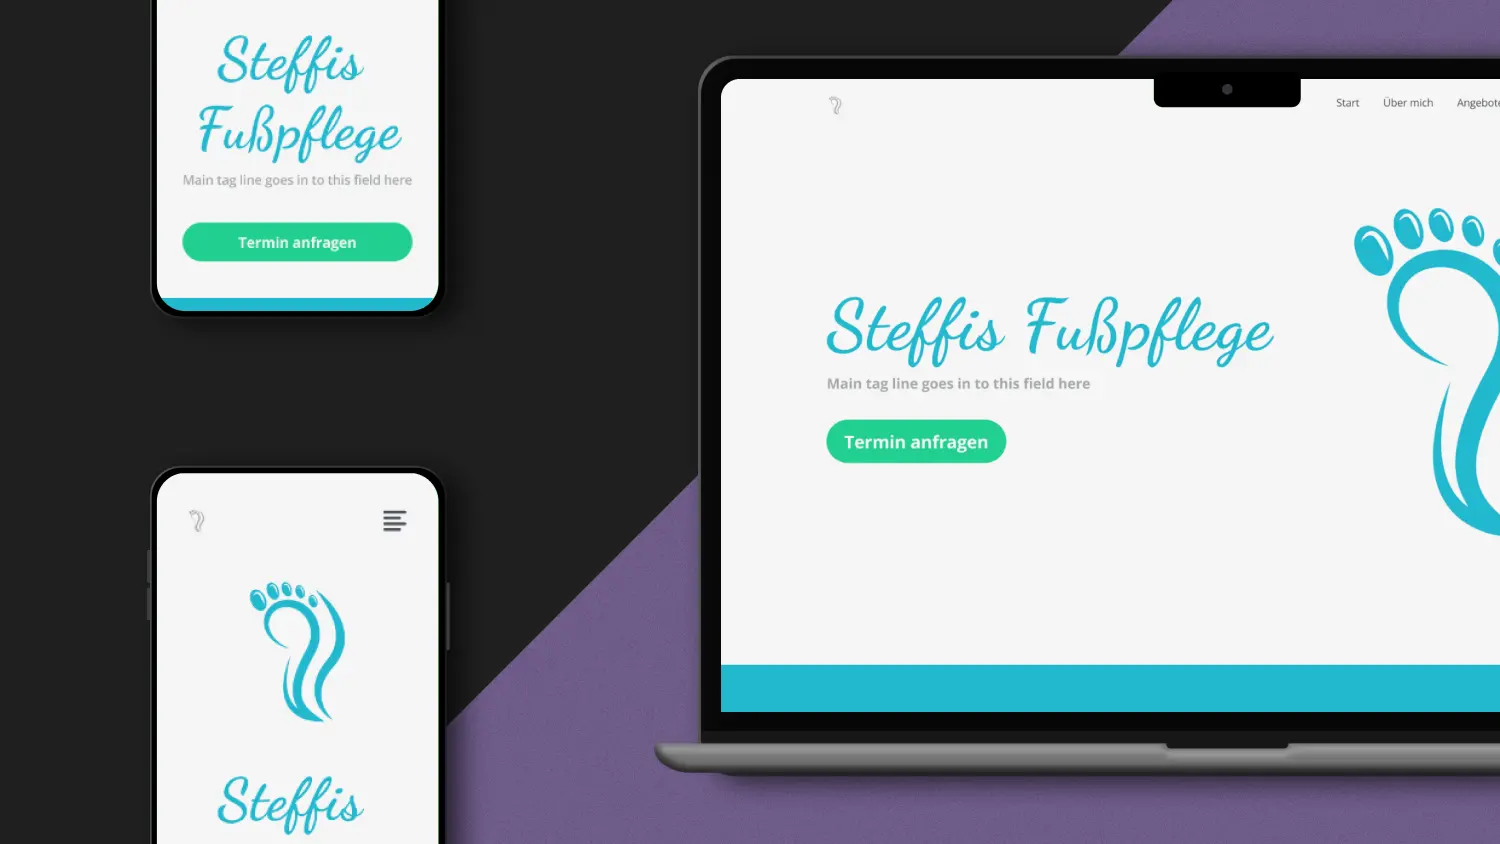 Steffis
Fußpflege
Main tag line goes in to this field here
Termin anfragen
Steffis
Start Über mich Angebote
Steffis Fußpflege
Main tag line goes in to this field here
Termin anfragen